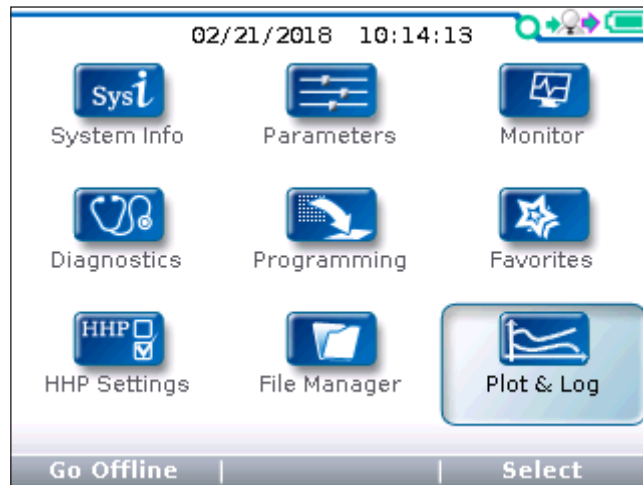 02/21/2018 10:14:13
Sysi
System Info
Parameters
Monitor
Diagnostics
Programming
Favorites
HHP
HHP Settings
File Manager
Plot & Log
Go Offline | | Select